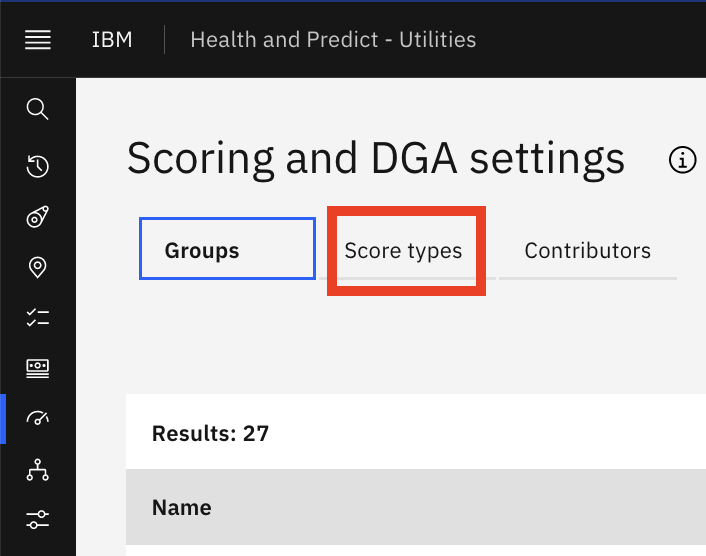 IBM Health and Predict - Utilities
Scoring and DGA settings
Groups Score types Contributors
Results: 27
Name